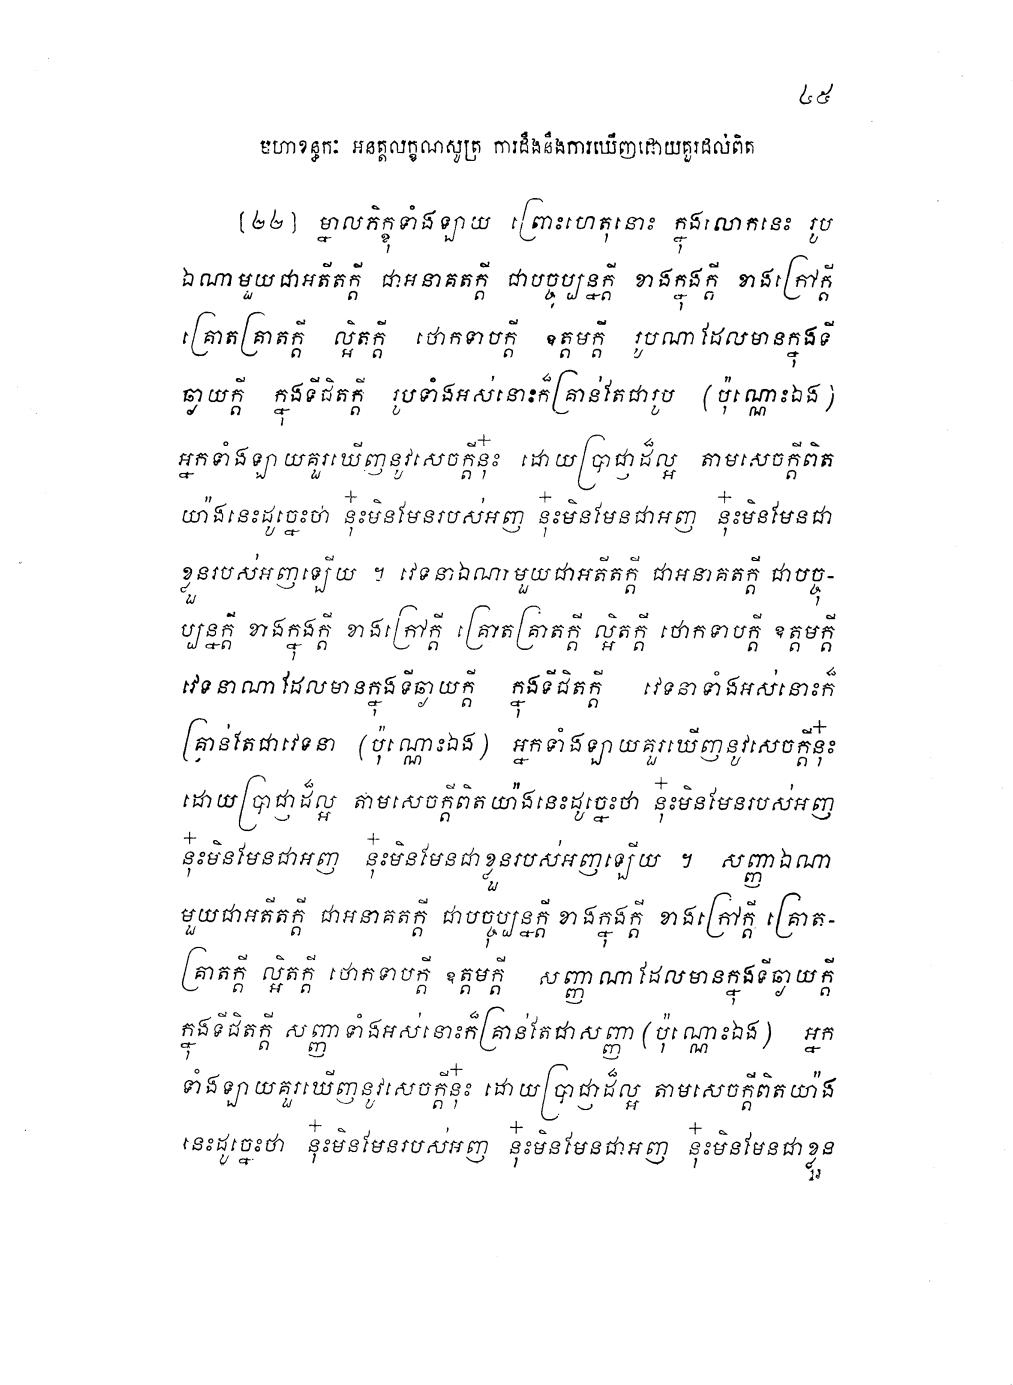 ៤៥
មហាខន្ធកៈ អនត្តលក្ខណសូត្រ ការដឹងនឹងការឃើញដោយគួរដល់ពិត
(២២) ម្នាលភិក្ខុទាំងឡាយ ព្រោះហេតុនោះ ក្នុងលោកនេះ រូប
ឯណាមួយជាអតីតក្តី ជាអនាគតក្តី ជាបច្ចុប្បន្នក្តី ខាងក្នុងក្តី ខាងក្រៅក្តី
គ្រោតគ្រាតក្តី ល្អិតក្តី ថោកទាបក្តី ឧត្តមក្តី រូបណាដែលមានក្នុងទី
ឆ្ងាយក្តី ក្នុងទីជិតក្តី រូបទាំងអស់នោះក៏គ្រាន់តែជារូប (ប៉ុណ្ណោះឯង)
អ្នកទាំងឡាយគួរឃើញនូវសេចក្តីនុ៎ះ ដោយប្រាជ្ញាដ៏ល្អ តាមសេចក្តីពិត
យ៉ាងនេះដូច្នេះថា នុ៎ះមិនមែនរបស់អញ នុ៎ះមិនមែនជាអញ នុ៎ះមិនមែនជា
ខ្លួនរបស់អញឡើយ ។ វេទនាឯណាមួយជាអតីតក្តី ជាអនាគតក្តី ជាបច្ចុ-
ប្បន្នក្តី ខាងក្នុងក្តី ខាងក្រៅក្តី គ្រោតគ្រាតក្តី ល្អិតក្តី ថោកទាបក្តី ឧត្តមក្តី
វេទនាណាដែលមានក្នុងទីឆ្ងាយក្តី ក្នុងទីជិតក្តី វេទនាទាំងអស់នោះក៏
គ្រាន់តែជាវេទនា (ប៉ុណ្ណោះឯង) អ្នកទាំងឡាយគួរឃើញនូវសេចក្តីនុ៎ះ
ដោយប្រាជ្ញាដ៏ល្អ តាមសេចក្តីពិតយ៉ាងនេះដូច្នេះថា នុ៎ះមិនមែនរបស់អញ
នុ៎ះមិនមែនជាអញ នុ៎ះមិនមែនជាខ្លួនរបស់អញឡើយ ។ សញ្ញាឯណា
មួយជាអតីតក្តី ជាអនាគតក្តី ជាបច្ចុប្បន្នក្តី ខាងក្នុងក្តី ខាងក្រៅក្តី គ្រោត-
គ្រាតក្តី ល្អិតក្តី ថោកទាបក្តី ឧត្តមក្តី សញ្ញាណាដែលមានក្នុងទីឆ្ងាយក្តី
ក្នុងទីជិតក្តី សញ្ញាទាំងអស់នោះក៏គ្រាន់តែជាសញ្ញា (ប៉ុណ្ណោះឯង) អ្នក
ទាំងឡាយគួរឃើញនូវសេចក្តីនុ៎ះ ដោយប្រាជ្ញាដ៏ល្អ តាមសេចក្តីពិតយ៉ាង
នេះដូច្នេះថា នុ៎ះមិនមែនរបស់អញ នុ៎ះមិនមែនជាអញ នុ៎ះមិនមែនជាខ្លួន